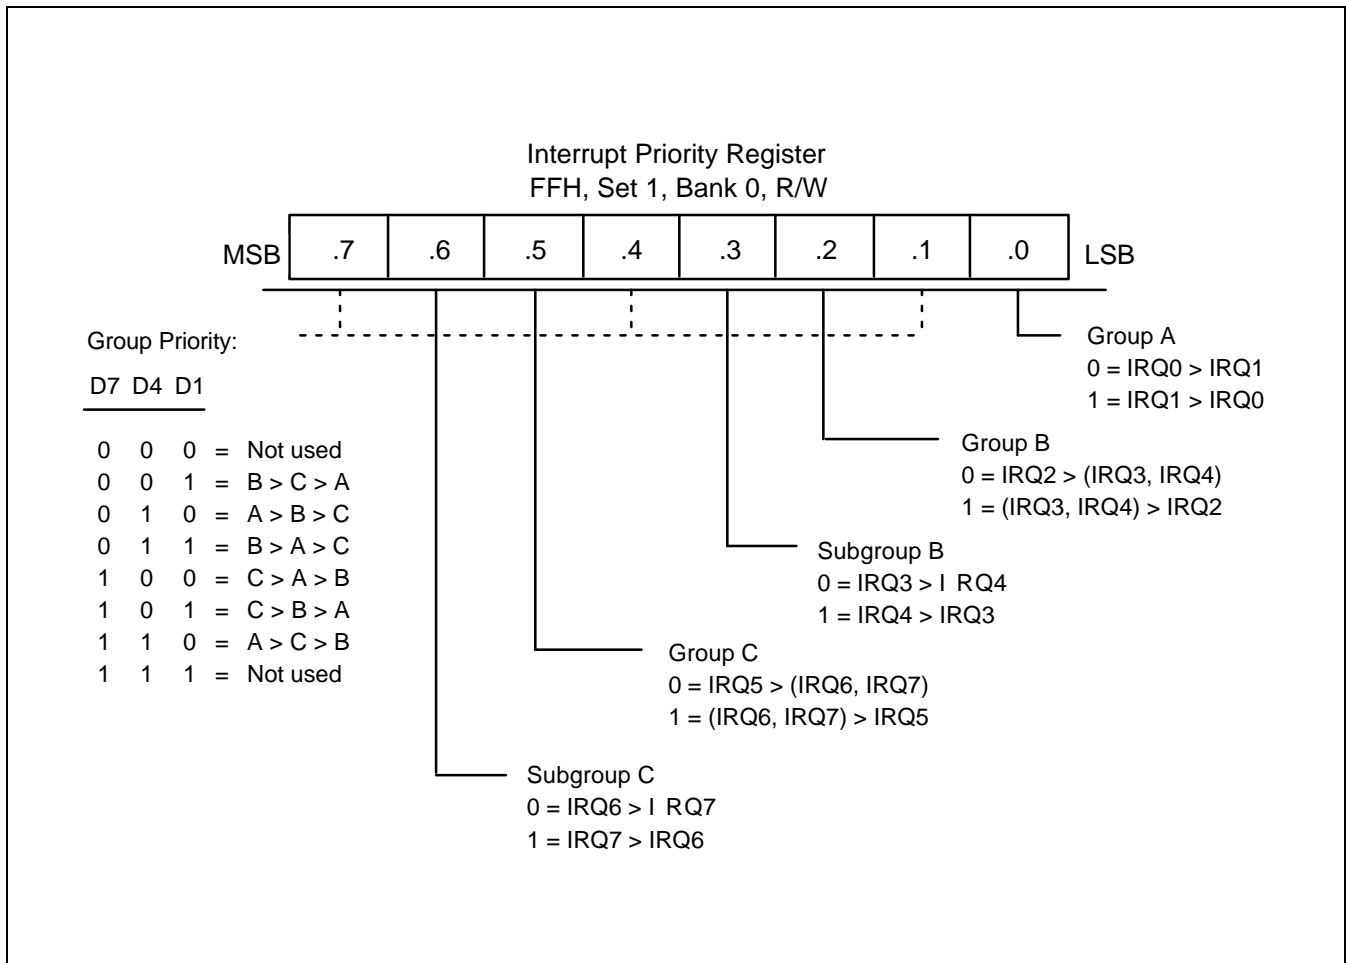 Interrupt Priority Register
FFH, Set 1, Bank 0, R/W
MSB .7 .6 .5 .4 .3 .2 .1 .0 LSB
Group Priority:
D7 D4 D1
0 0 0 = Not used
0 0 1 = B > C > A
0 1 0 = A > B > C
0 1 1 = B > A > C
1 0 0 = C > A > B
1 0 1 = C > B > A
1 1 0 = A > C > B
1 1 1 = Not used
Group A
0 = IRQ0 > IRQ1
1 = IRQ1 > IRQ0
Group B
0 = IRQ2 > (IRQ3, IRQ4)
1 = (IRQ3, IRQ4) > IRQ2
Subgroup B
0 = IRQ3 > I RQ4
1 = IRQ4 > IRQ3
Group C
0 = IRQ5 > (IRQ6, IRQ7)
1 = (IRQ6, IRQ7) > IRQ5
Subgroup C
0 = IRQ6 > I RQ7
1 = IRQ7 > IRQ6